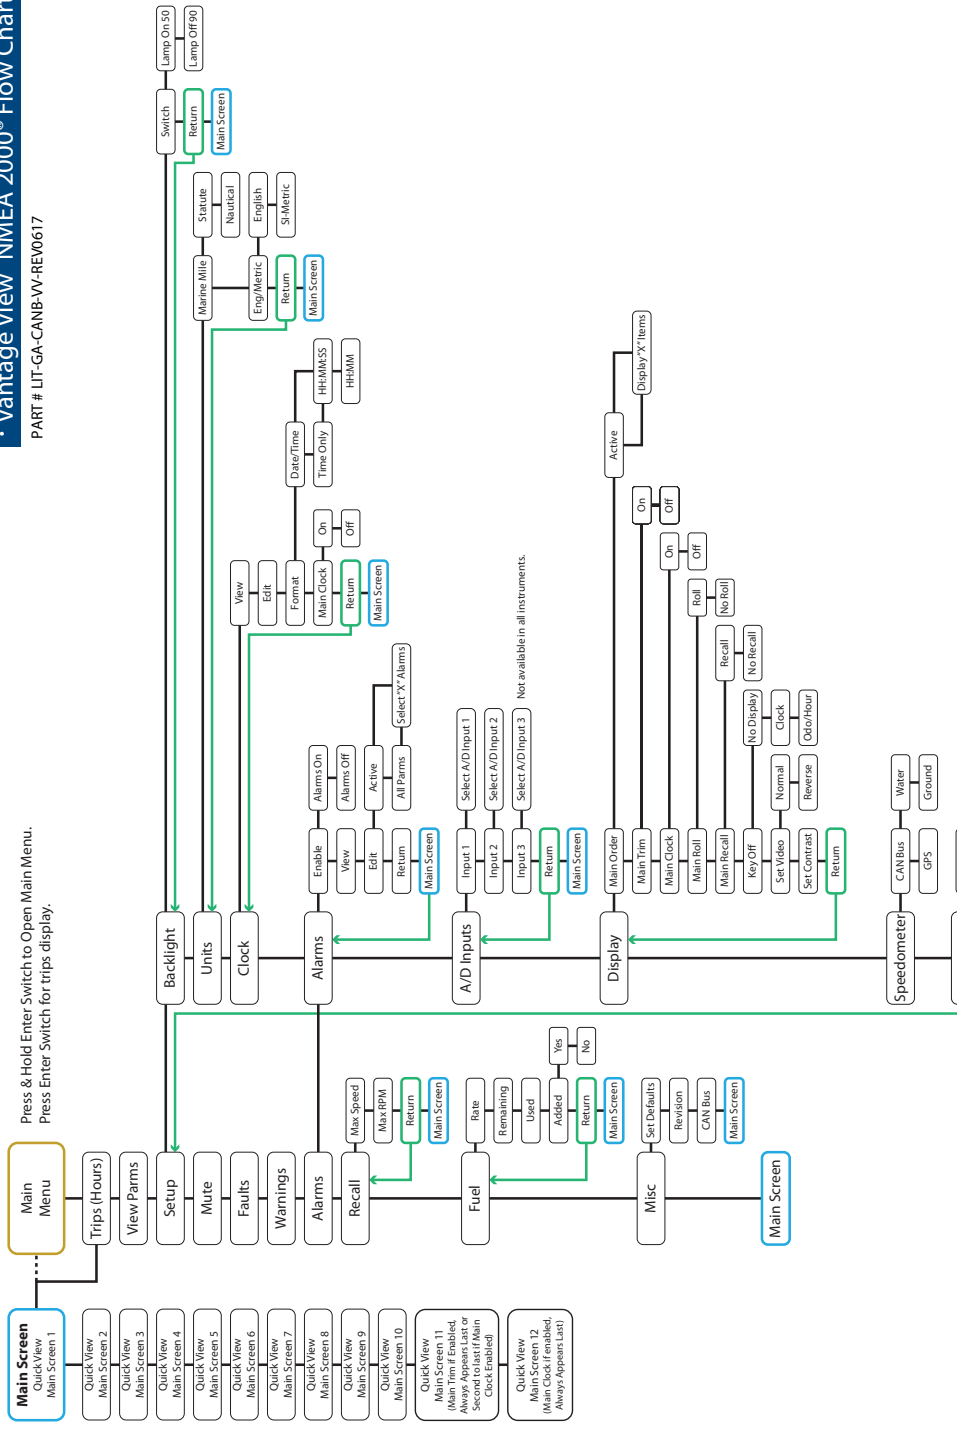 Vantage View NMEA 2000® Flow Chart
PART # LIT-GA-CANB-VV-REV0617
Press & Hold Enter Switch to Open Main Menu.
Press Enter Switch for trips display.
Main Screen
Quick View
Main Screen 1
Quick View
Main Screen 2
Quick View
Main Screen 3
Quick View
Main Screen 4
Quick View
Main Screen 5
Quick View
Main Screen 6
Quick View
Main Screen 7
Quick View
Main Screen 8
Quick View
Main Screen 9
Quick View
Main Screen 10
Quick View
Main Screen 11
(Main Trim if Enabled,
Always Appears Last or
Second to last if Main
Clock Enabled)
Quick View
Main Screen 12
(Main Clock if enabled,
Always Appears Last)
Main
Menu
Trips (Hours)
View Parms
Setup
Mute
Faults
Warnings
Alarms
Recall
Fuel
Misc
Main Screen
Max Speed
Max RPM
Return
Main Screen
Rate
Remaining
Used
Added
Return
Main Screen
Yes
No
Set Defaults
Revision
CAN Bus
Main Screen
Backlight
Units
Clock
Alarms
A/D Inputs
Display
Speedometer
Switch
Return
Main Screen
Lamp On 50
Lamp Off 90
Marine Mile
Eng/Metric
Return
Main Screen
Statute
Nautical
English
SI-Metric
View
Edit
Format
Main Clock
Return
Main Screen
On
Off
Date/Time
Time Only
HH:MM:SS
HH:MM
Enable
View
Edit
Return
Main Screen
Alarms On
Alarms Off
Active
All Parms
Select "X" Alarms
Input 1
Input 2
Input 3
Return
Main Screen
Select A/D Input 1
Select A/D Input 2
Select A/D Input 3
Not available in all instruments.
Main Order
Main Trim
Main Clock
Main Roll
Main Recall
Key Off
Set Video
Set Contrast
Return
Active
Display "X" Items
On
Off
On
Off
Roll
No Roll
Recall
No Recall
No Display
Clock
Odo/Hour
Normal
Reverse
CAN Bus
GPS
Water
Ground